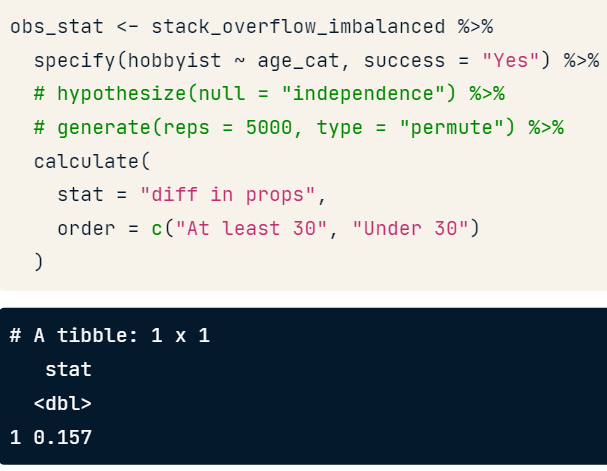 obs_stat <- stack_overflow_imbalanced %>%
  specify(hobbyist ~ age_cat, success = "Yes") %>%
  # hypothesize(null = "independence") %>%
  # generate(reps = 5000, type = "permute") %>%
  calculate(
    stat = "diff in props",
    order = c("At least 30", "Under 30")
  )
# A tibble: 1 x 1
   stat
  <dbl>
1 0.157